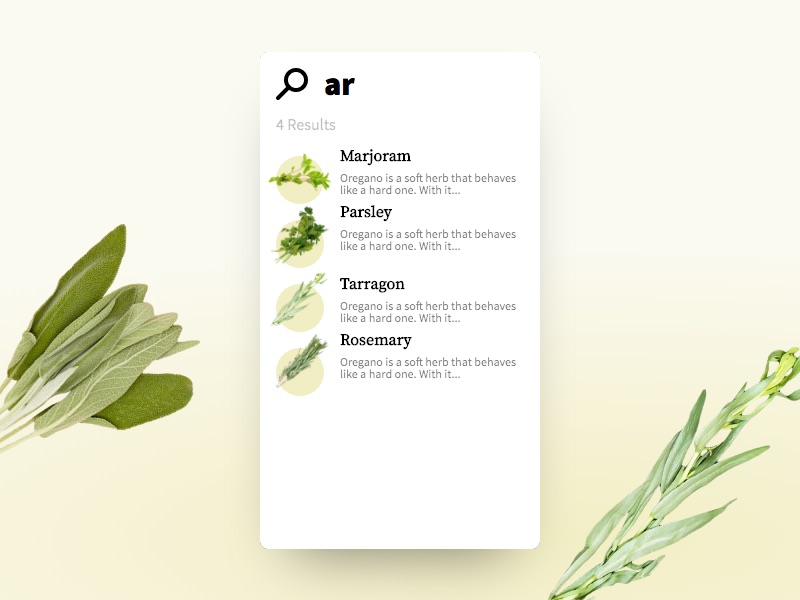 ar
4 Results
Marjoram
Oregano is a soft herb that behaves
like a hard one. With it...
Parsley
Oregano is a soft herb that behaves
like a hard one. With it...
Tarragon
Oregano is a soft herb that behaves
like a hard one. With it...
Rosemary
Oregano is a soft herb that behaves
like a hard one. With it...